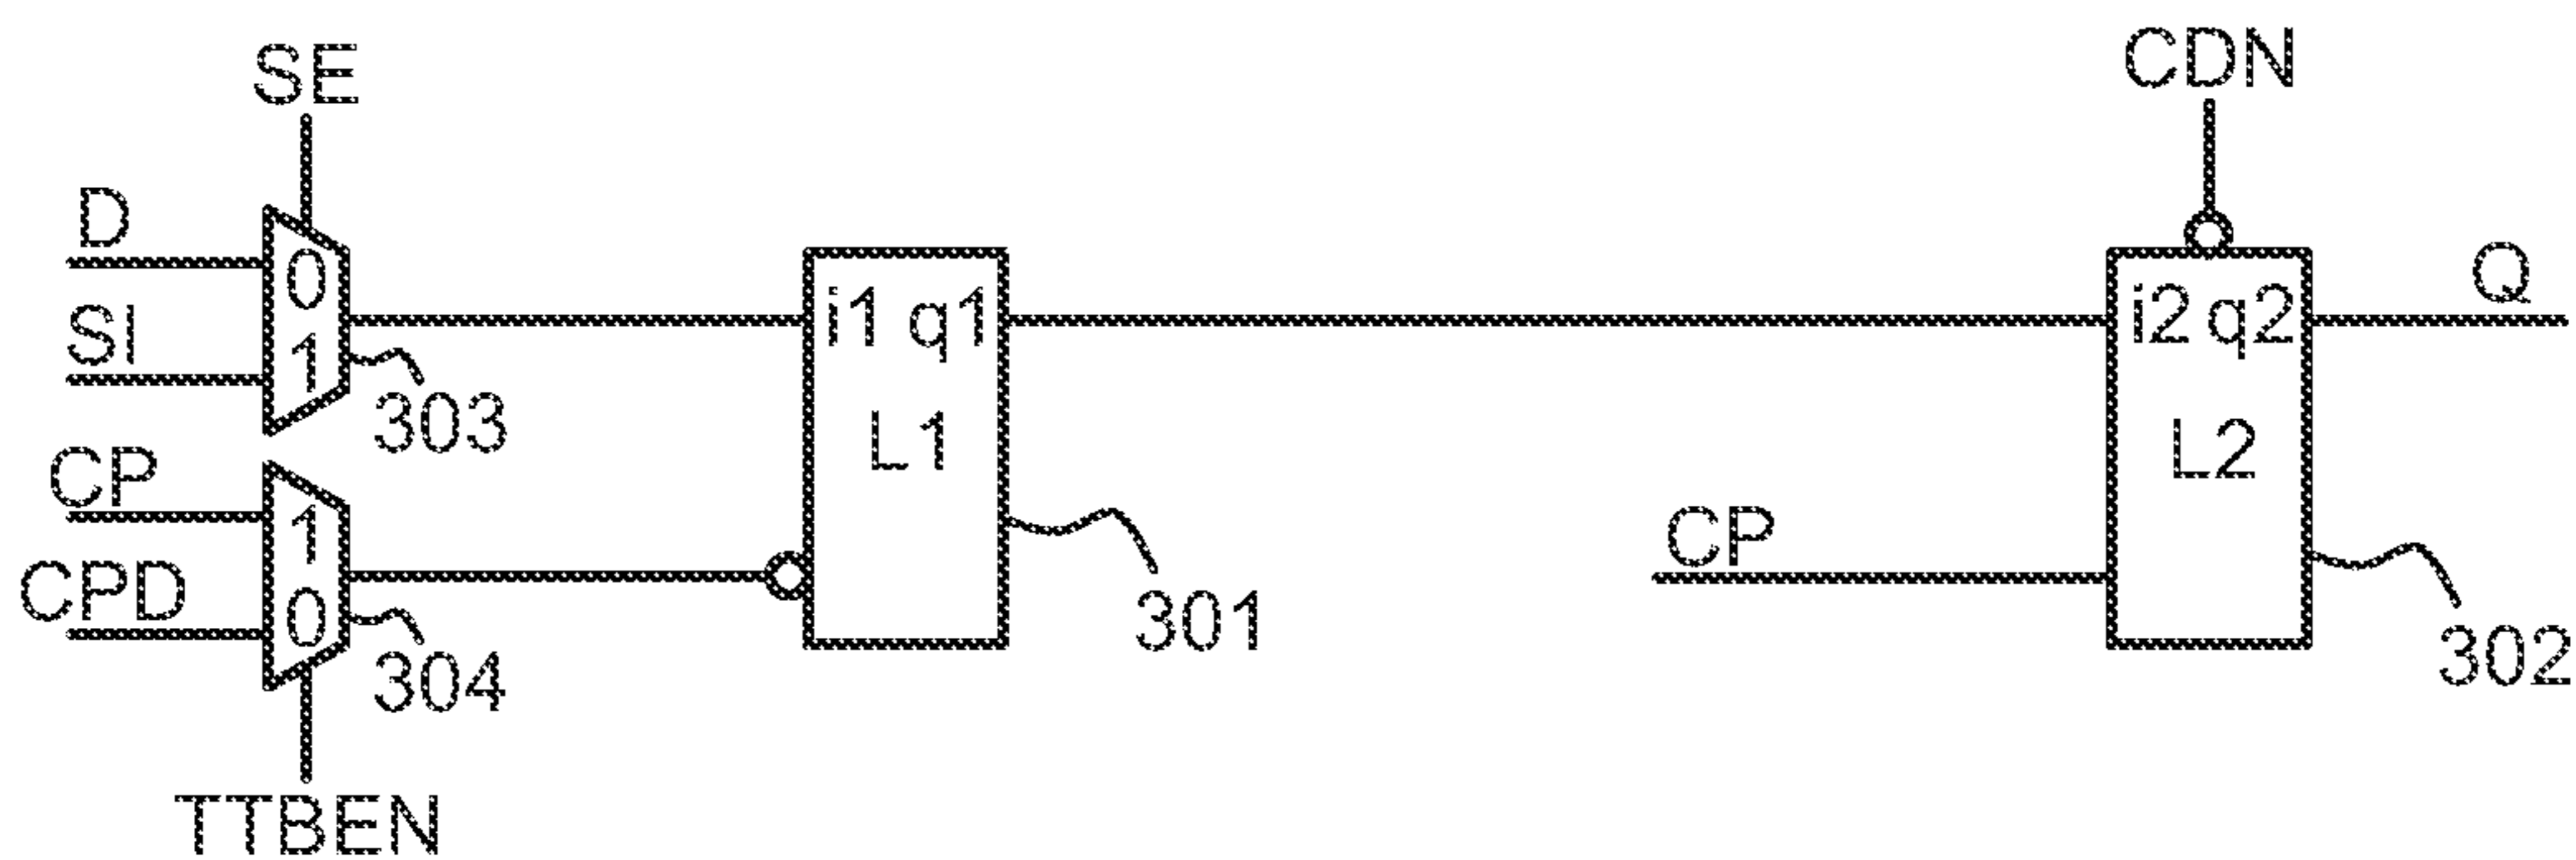 SE
CDN
D
0
SI
1
303
i1 q1
L1
301
i2 q2
L2
Q
302
CP
1
CPD
0
304
CP
TTBEN